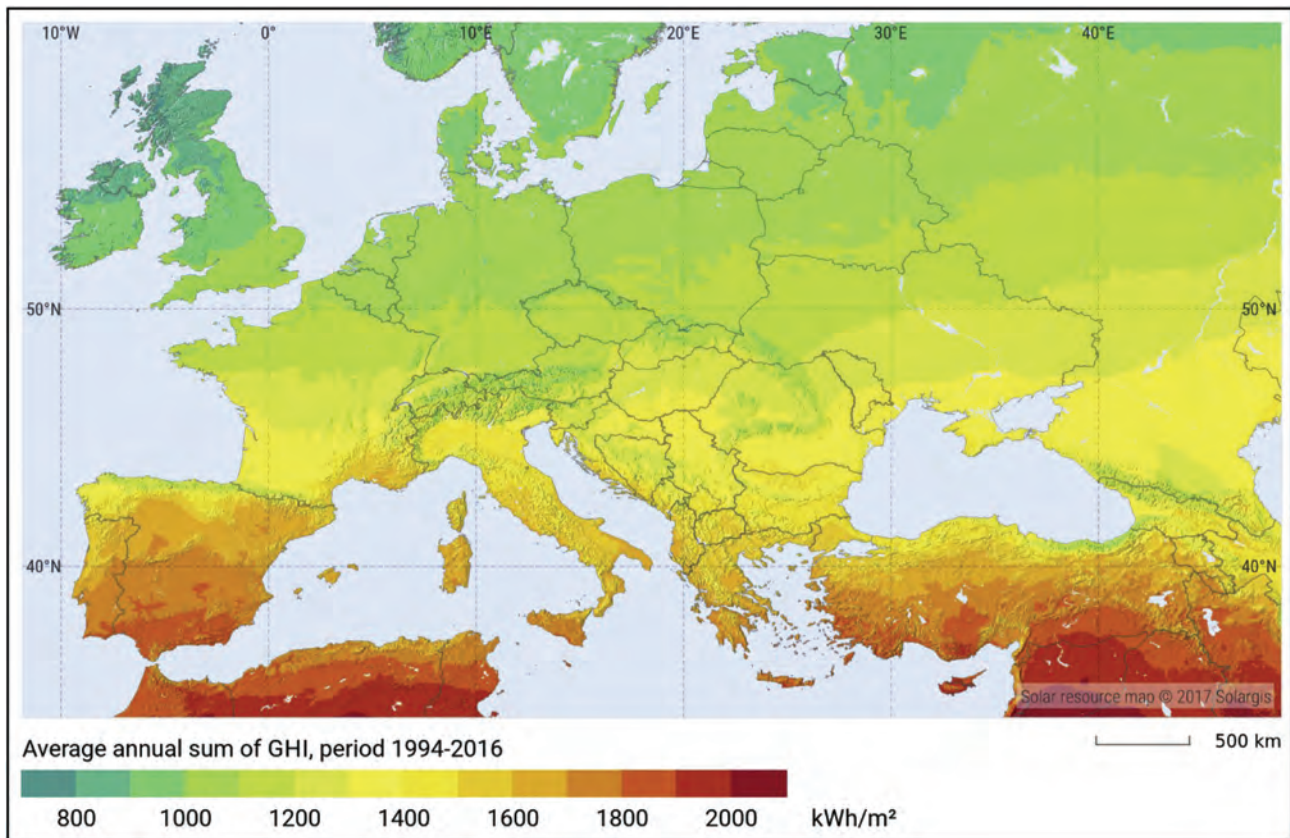 10°W 0° 10°E 20°E 30°E 40°E
50°N 50°N
40°N 40°N
Solar resource map © 2017 Solargis
Average annual sum of GHI, period 1994-2016
500 km
800 1000 1200 1400 1600 1800 2000 kWh/m²